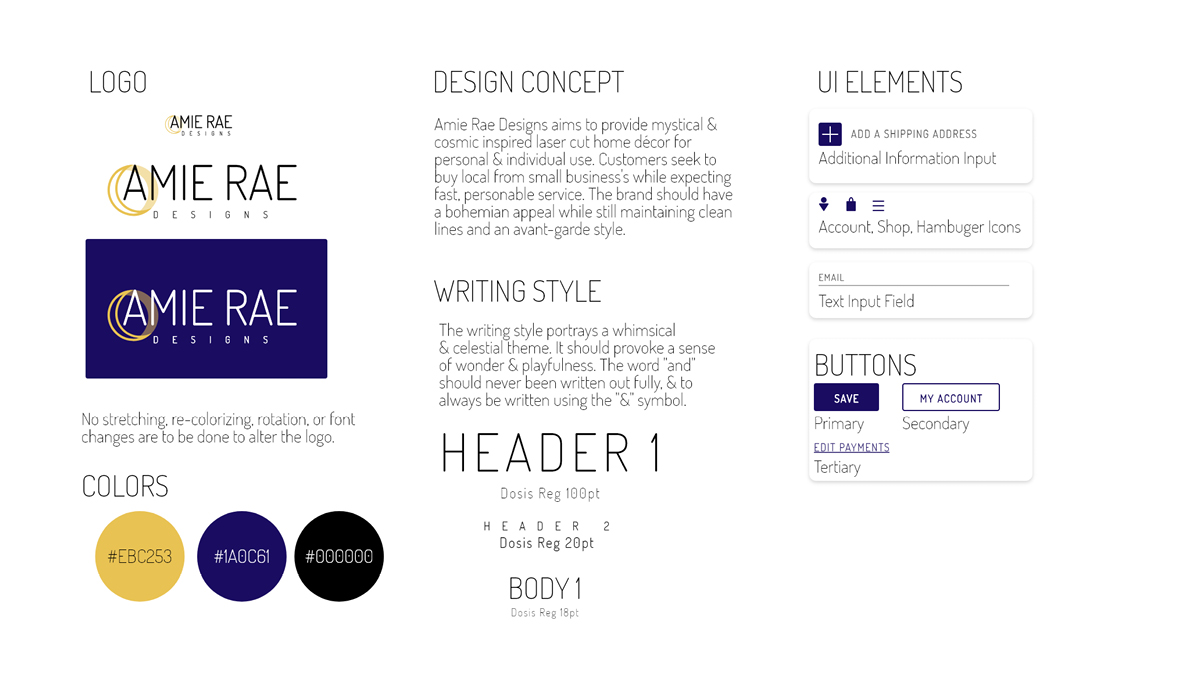 LOGO
AMIE RAE
DESIGNS
AMIE RAE
DESIGNS
AMIE RAE
DESIGNS
No stretching, re-colorizing, rotation, or font
changes are to be done to alter the logo.
COLORS
#EBC253
#1A0C61
#000000
DESIGN CONCEPT
Amie Rae Designs aims to provide mystical &
cosmic inspired laser cut home décor for
personal & individual use. Customers seek to
buy local from small business's while expecting
fast, personable service. The brand should have
a bohemian appeal while still maintaining clean
lines and an avant-garde style.
WRITING STYLE
The writing style portrays a whimsical
& celestial theme. It should provoke a sense
of wonder & playfulness. The word "and"
should never been written out fully, & to
always be written using the "&" symbol.
HEADER 1
Dosis Reg 100pt
HEADER 2
Dosis Reg 20pt
BODY 1
Dosis Reg 18pt
UI ELEMENTS
ADD A SHIPPING ADDRESS
Additional Information Input
Account, Shop, Hambuger Icons
EMAIL
Text Input Field
BUTTONS
SAVE
MY ACCOUNT
Primary
Secondary
EDIT PAYMENTS
Tertiary